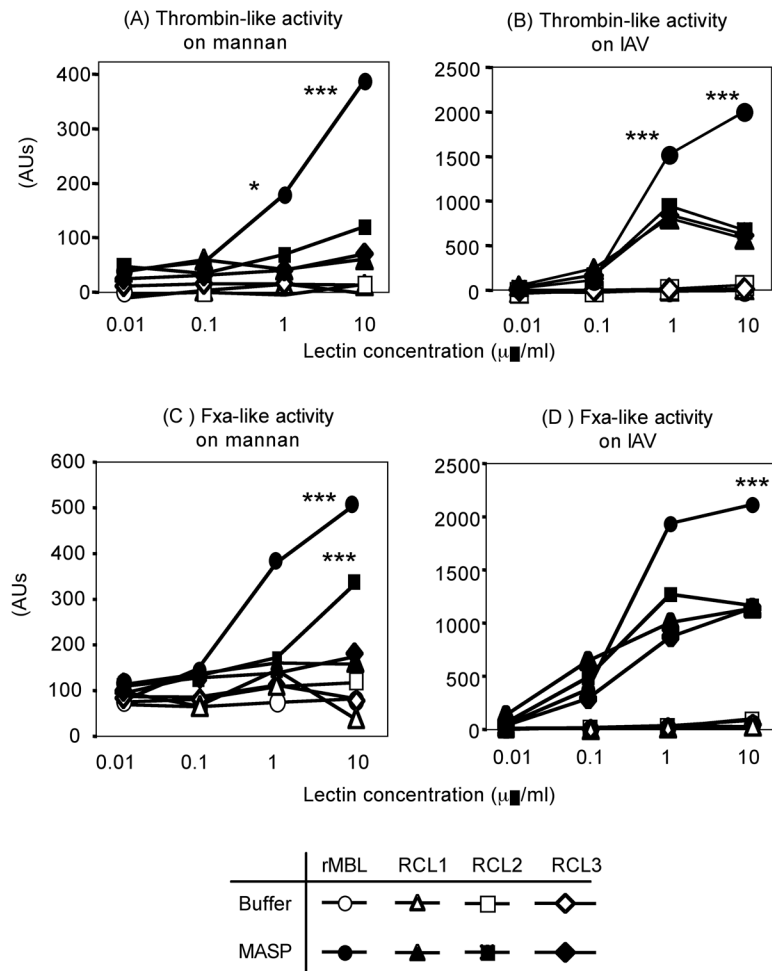 (A) Thrombin-like activity
on mannan
(B) Thrombin-like activity
on IAV
(AUs)
400
300
200
100
0
*
***
0.01 0.1 1 10
2500
2000
1500
1000
500
0
***
***
0.01 0.1 1 10
Lectin concentration (μ /ml)
(C ) Fxa-like activity
on mannan
(D) Fxa-like activity
on IAV
(AUs
600
500
400
300
200
100
0
***
***
0.01 0.1 1 10
2500
2000
1500
1000
500
0
***
0.01 0.1 1 10
Lectin concentration (μ /ml)
rMBL RCL1 RCL2 RCL3
Buffer
MASP